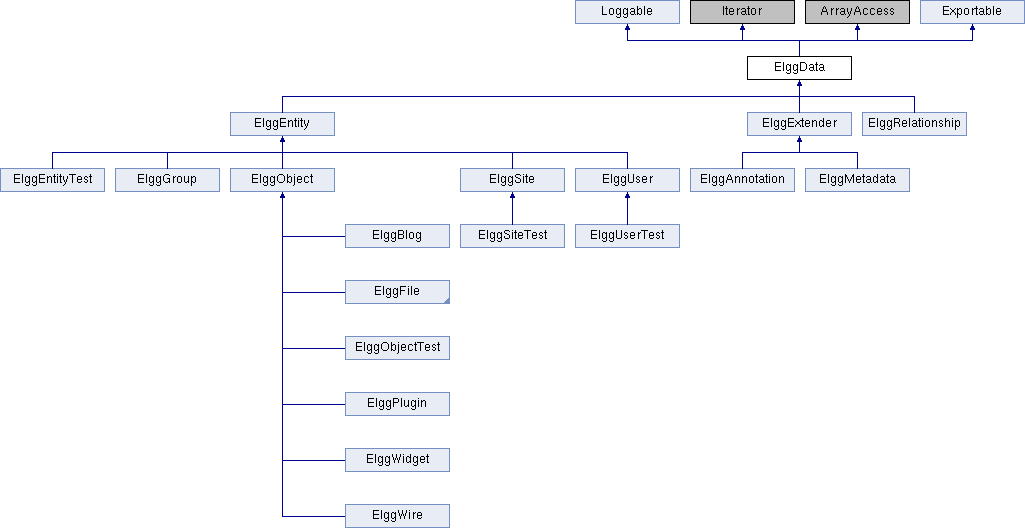 Loggable
Iterator
ArrayAccess
Exportable
ElggData
ElggEntity
ElggExtender
ElggRelationship
ElggEntityTest
ElggGroup
ElggObject
ElggSite
ElggUser
ElggAnnotation
ElggMetadata
ElggBlog
ElggSiteTest
ElggUserTest
ElggFile
ElggObjectTest
ElggPlugin
ElggWidget
ElggWire